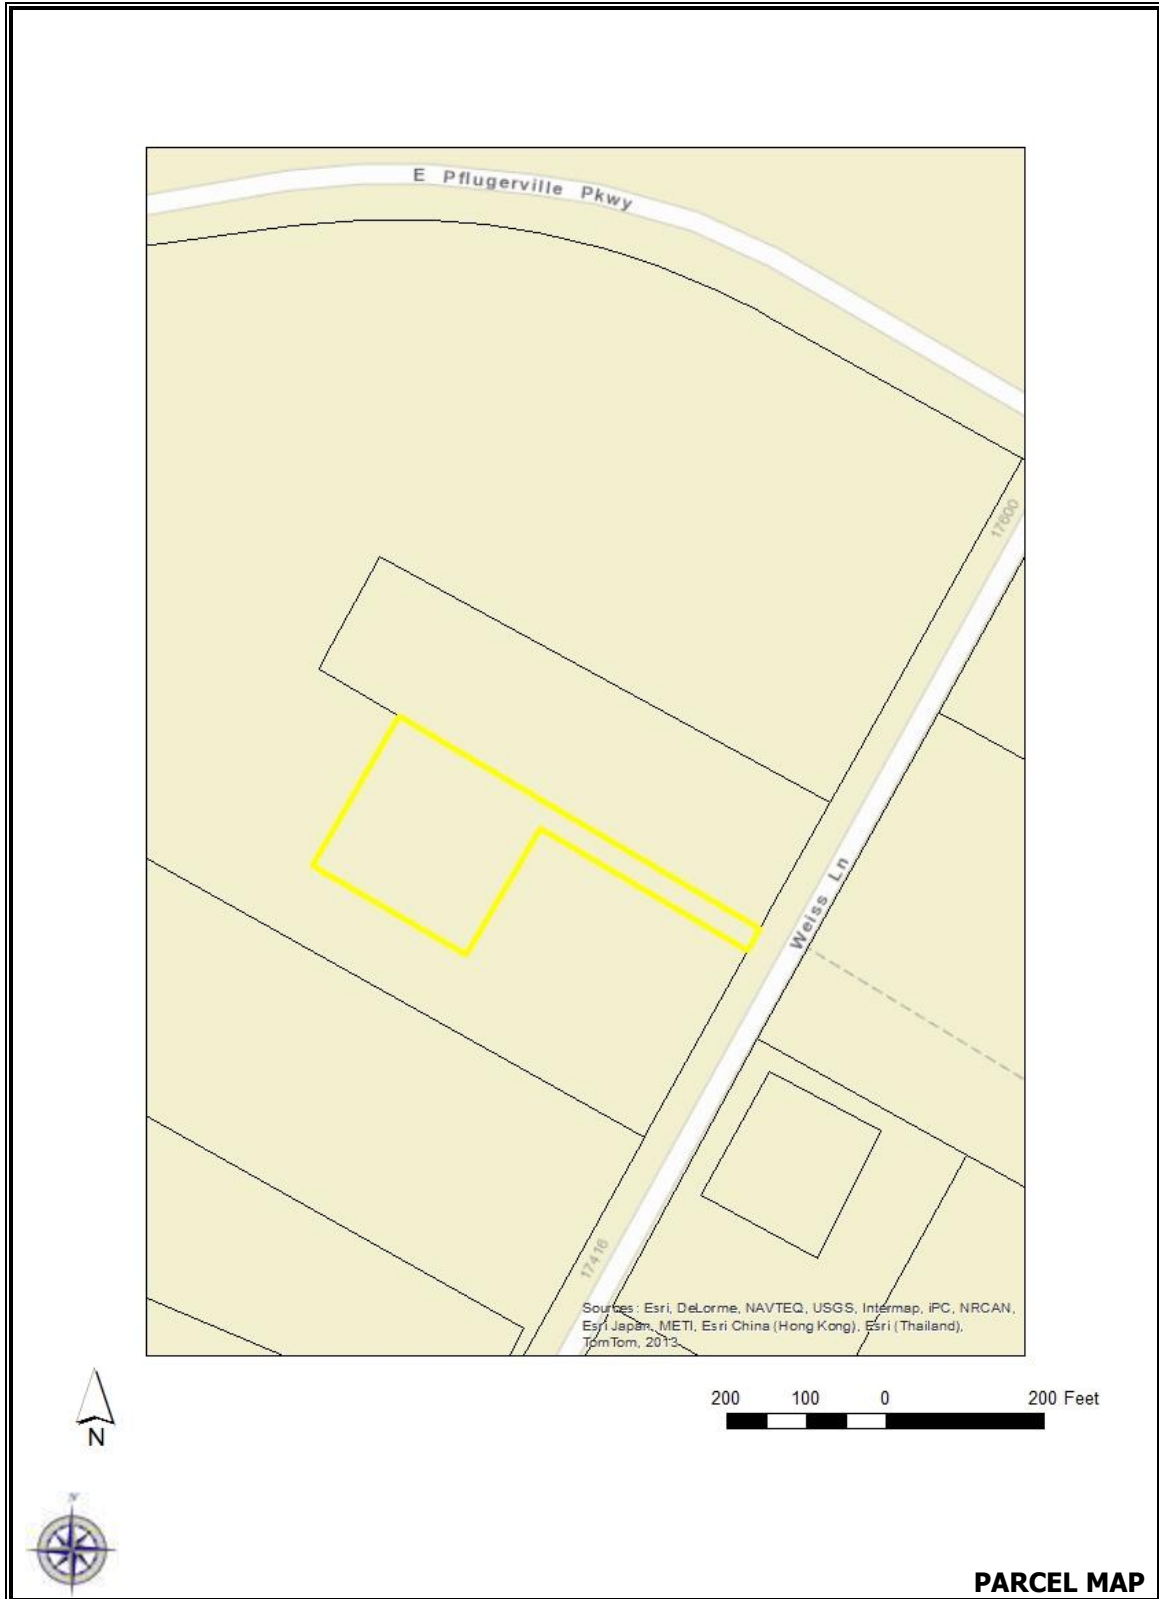 E Pflugerville Pkwy
17600
Weiss Ln
17416
Sources: Esri, DeLorme, NAVTEQ, USGS, Intermap, iPC, NRCAN,
Esri Japan, METI, Esri China (Hong Kong), Esri (Thailand),
TomTom, 2013
200 100 0 200 Feet
N
N
PARCEL MAP